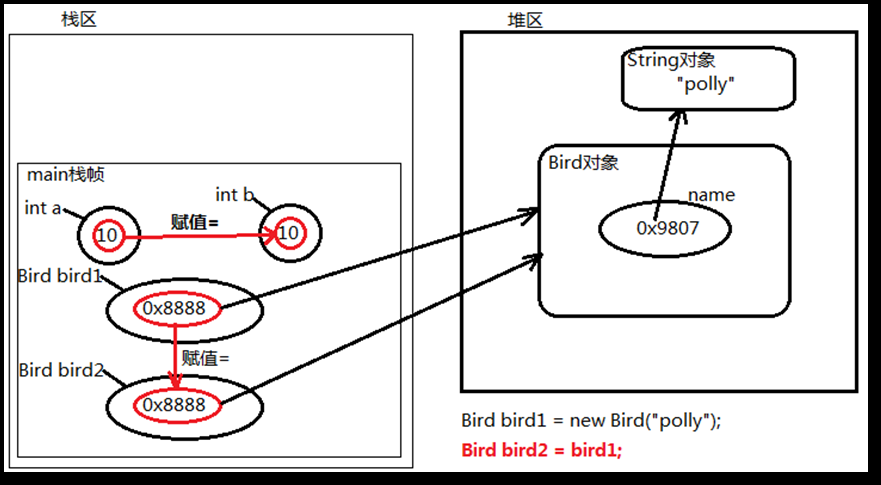 栈区
堆区
String对象
"polly"
main栈帧
int a
10
赋值=
int b
10
Bird对象
name
0x9807
Bird bird1
0x8888
赋值=
Bird bird2
0x8888
Bird bird1 = new Bird("polly");
Bird bird2 = bird1;